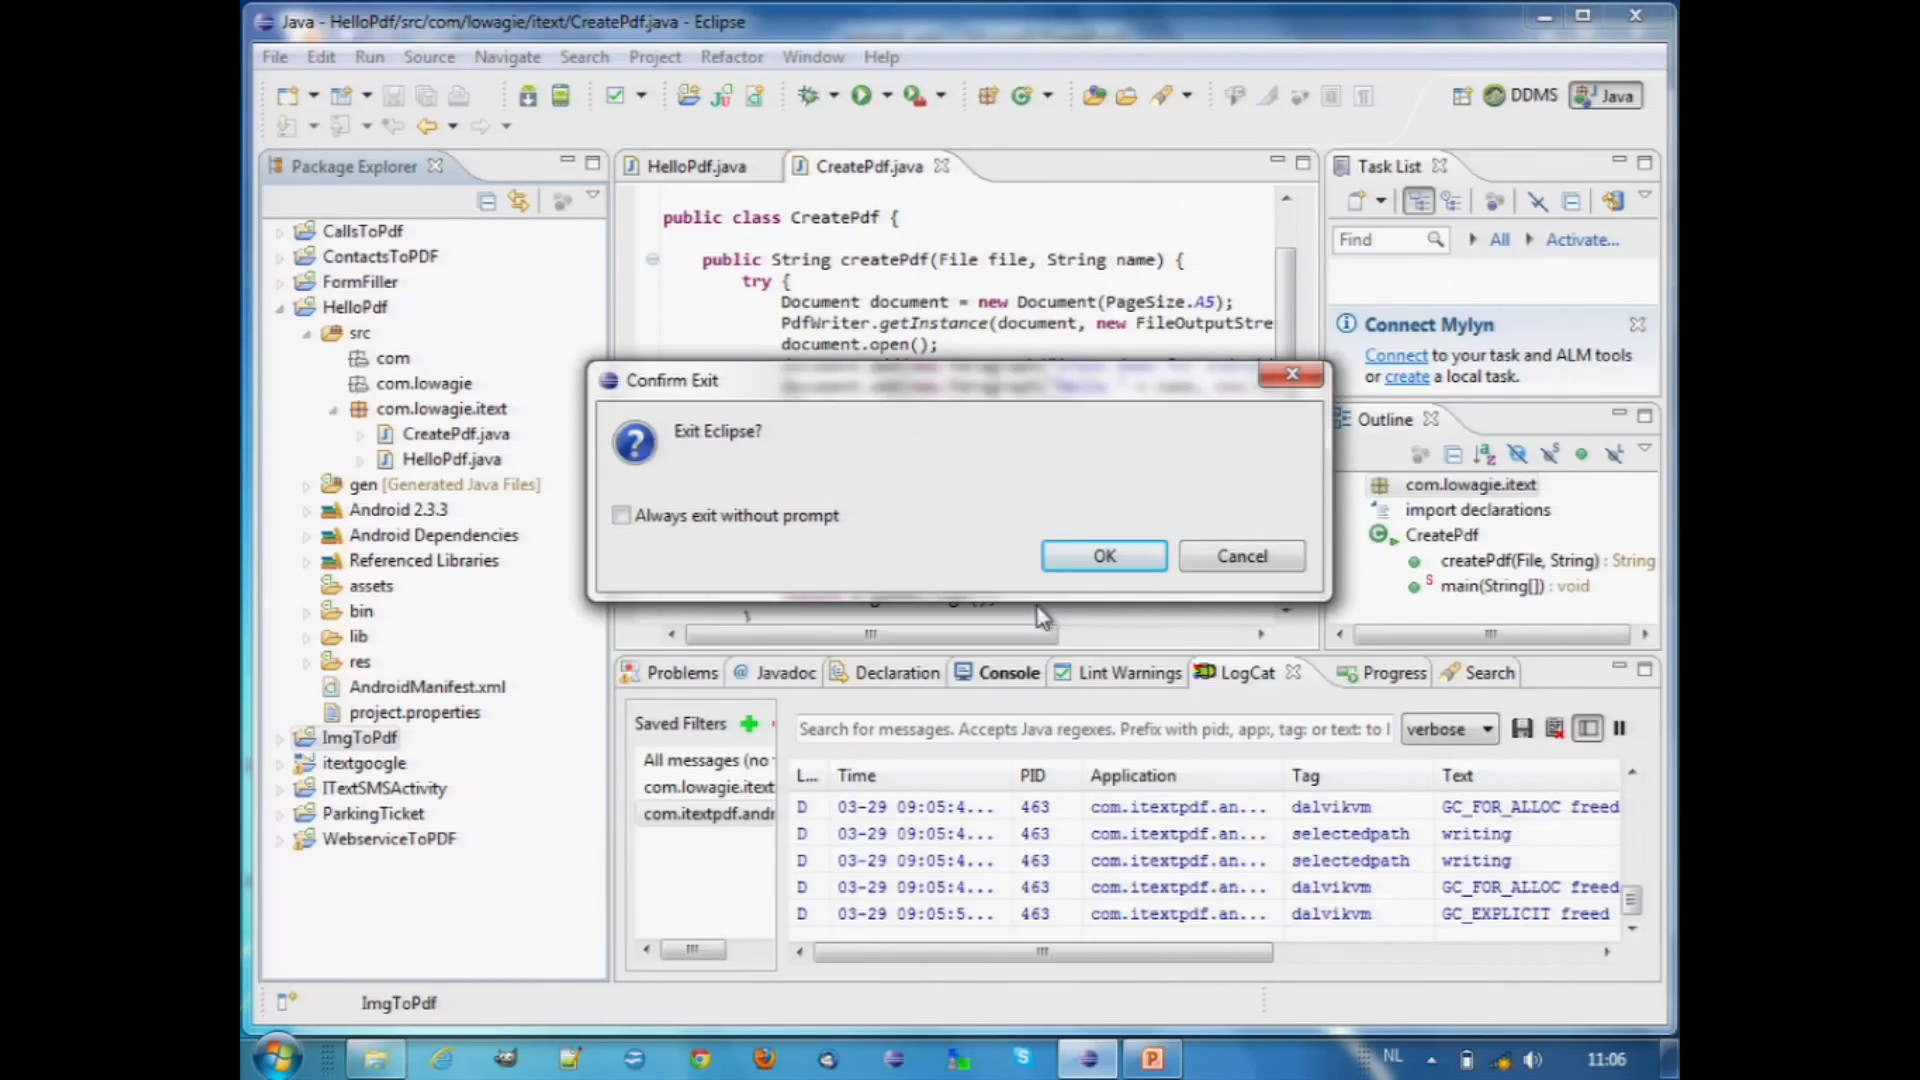 Java - HelloPdf/src/com/lowagie/itext/CreatePdf.java - Eclipse
File Edit Run Source Navigate Search Project Refactor Window Help
DDMS Java
Package Explorer
CallsToPdf
ContactsToPDF
FormFiller
HelloPdf
src
com
com.lowagie
com.lowagie.itext
CreatePdf.java
HelloPdf.java
gen [Generated Java Files]
Android 2.3.3
Android Dependencies
Referenced Libraries
assets
bin
lib
res
AndroidManifest.xml
project.properties
ImgToPdf
itextgoogle
ITextSMSActivity
ParkingTicket
WebserviceToPDF
HelloPdf.java CreatePdf.java
public class CreatePdf {
public String createPdf(File file, String name) {
try {
Document document = new Document(PageSize.A5);
PdfWriter.getInstance(document, new FileOutputStre
document.open();
}
Confirm Exit
Exit Eclipse?
Always exit without prompt
OK Cancel
Task List
Find All Activate...
Connect Mylyn
Connect to your task and ALM tools
or create a local task.
Outline
com.lowagie.itext
import declarations
CreatePdf
createPdf(File, String) : String
main(String[]) : void
Problems Javadoc Declaration Console Lint Warnings LogCat Progress Search
Saved Filters
All messages (no
com.lowagie.itext
com.itextpdf.andr
Search for messages. Accepts Java regexes. Prefix with pid:, app:, tag: or text: to l
verbose
L... Time PID Application Tag Text
D 03-29 09:05:4... 463 com.itextpdf.an... dalvikvm GC_FOR_ALLOC freed
D 03-29 09:05:4... 463 com.itextpdf.an... selectedpath writing
D 03-29 09:05:4... 463 com.itextpdf.an... selectedpath writing
D 03-29 09:05:4... 463 com.itextpdf.an... dalvikvm GC_FOR_ALLOC freed
D 03-29 09:05:5... 463 com.itextpdf.an... dalvikvm GC_EXPLICIT freed
ImgToPdf
NL 11:06